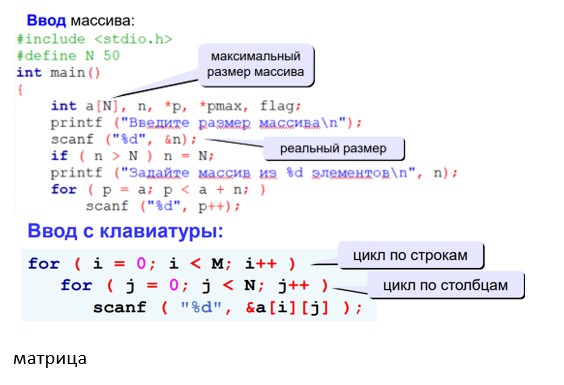 Ввод массива:
#include <stdio.h>
#define N 50
максимальный
размер массива
int main()
{
int a[N], n, *p, *pmax, flag;
printf ("Введите размер массива\n");
scanf ("%d", &n);
реальный размер
if ( n > N ) n = N;
printf ("Задайте массив из %d элементов\n", n);
for ( p = a; p < a + n; )
scanf ("%d", p++);
Ввод с клавиатуры:
for ( i = 0; i < M; i++ )
цикл по строкам
for ( j = 0; j < N; j++ )
цикл по столбцам
scanf ( "%d", &a[i][j] );
матрица